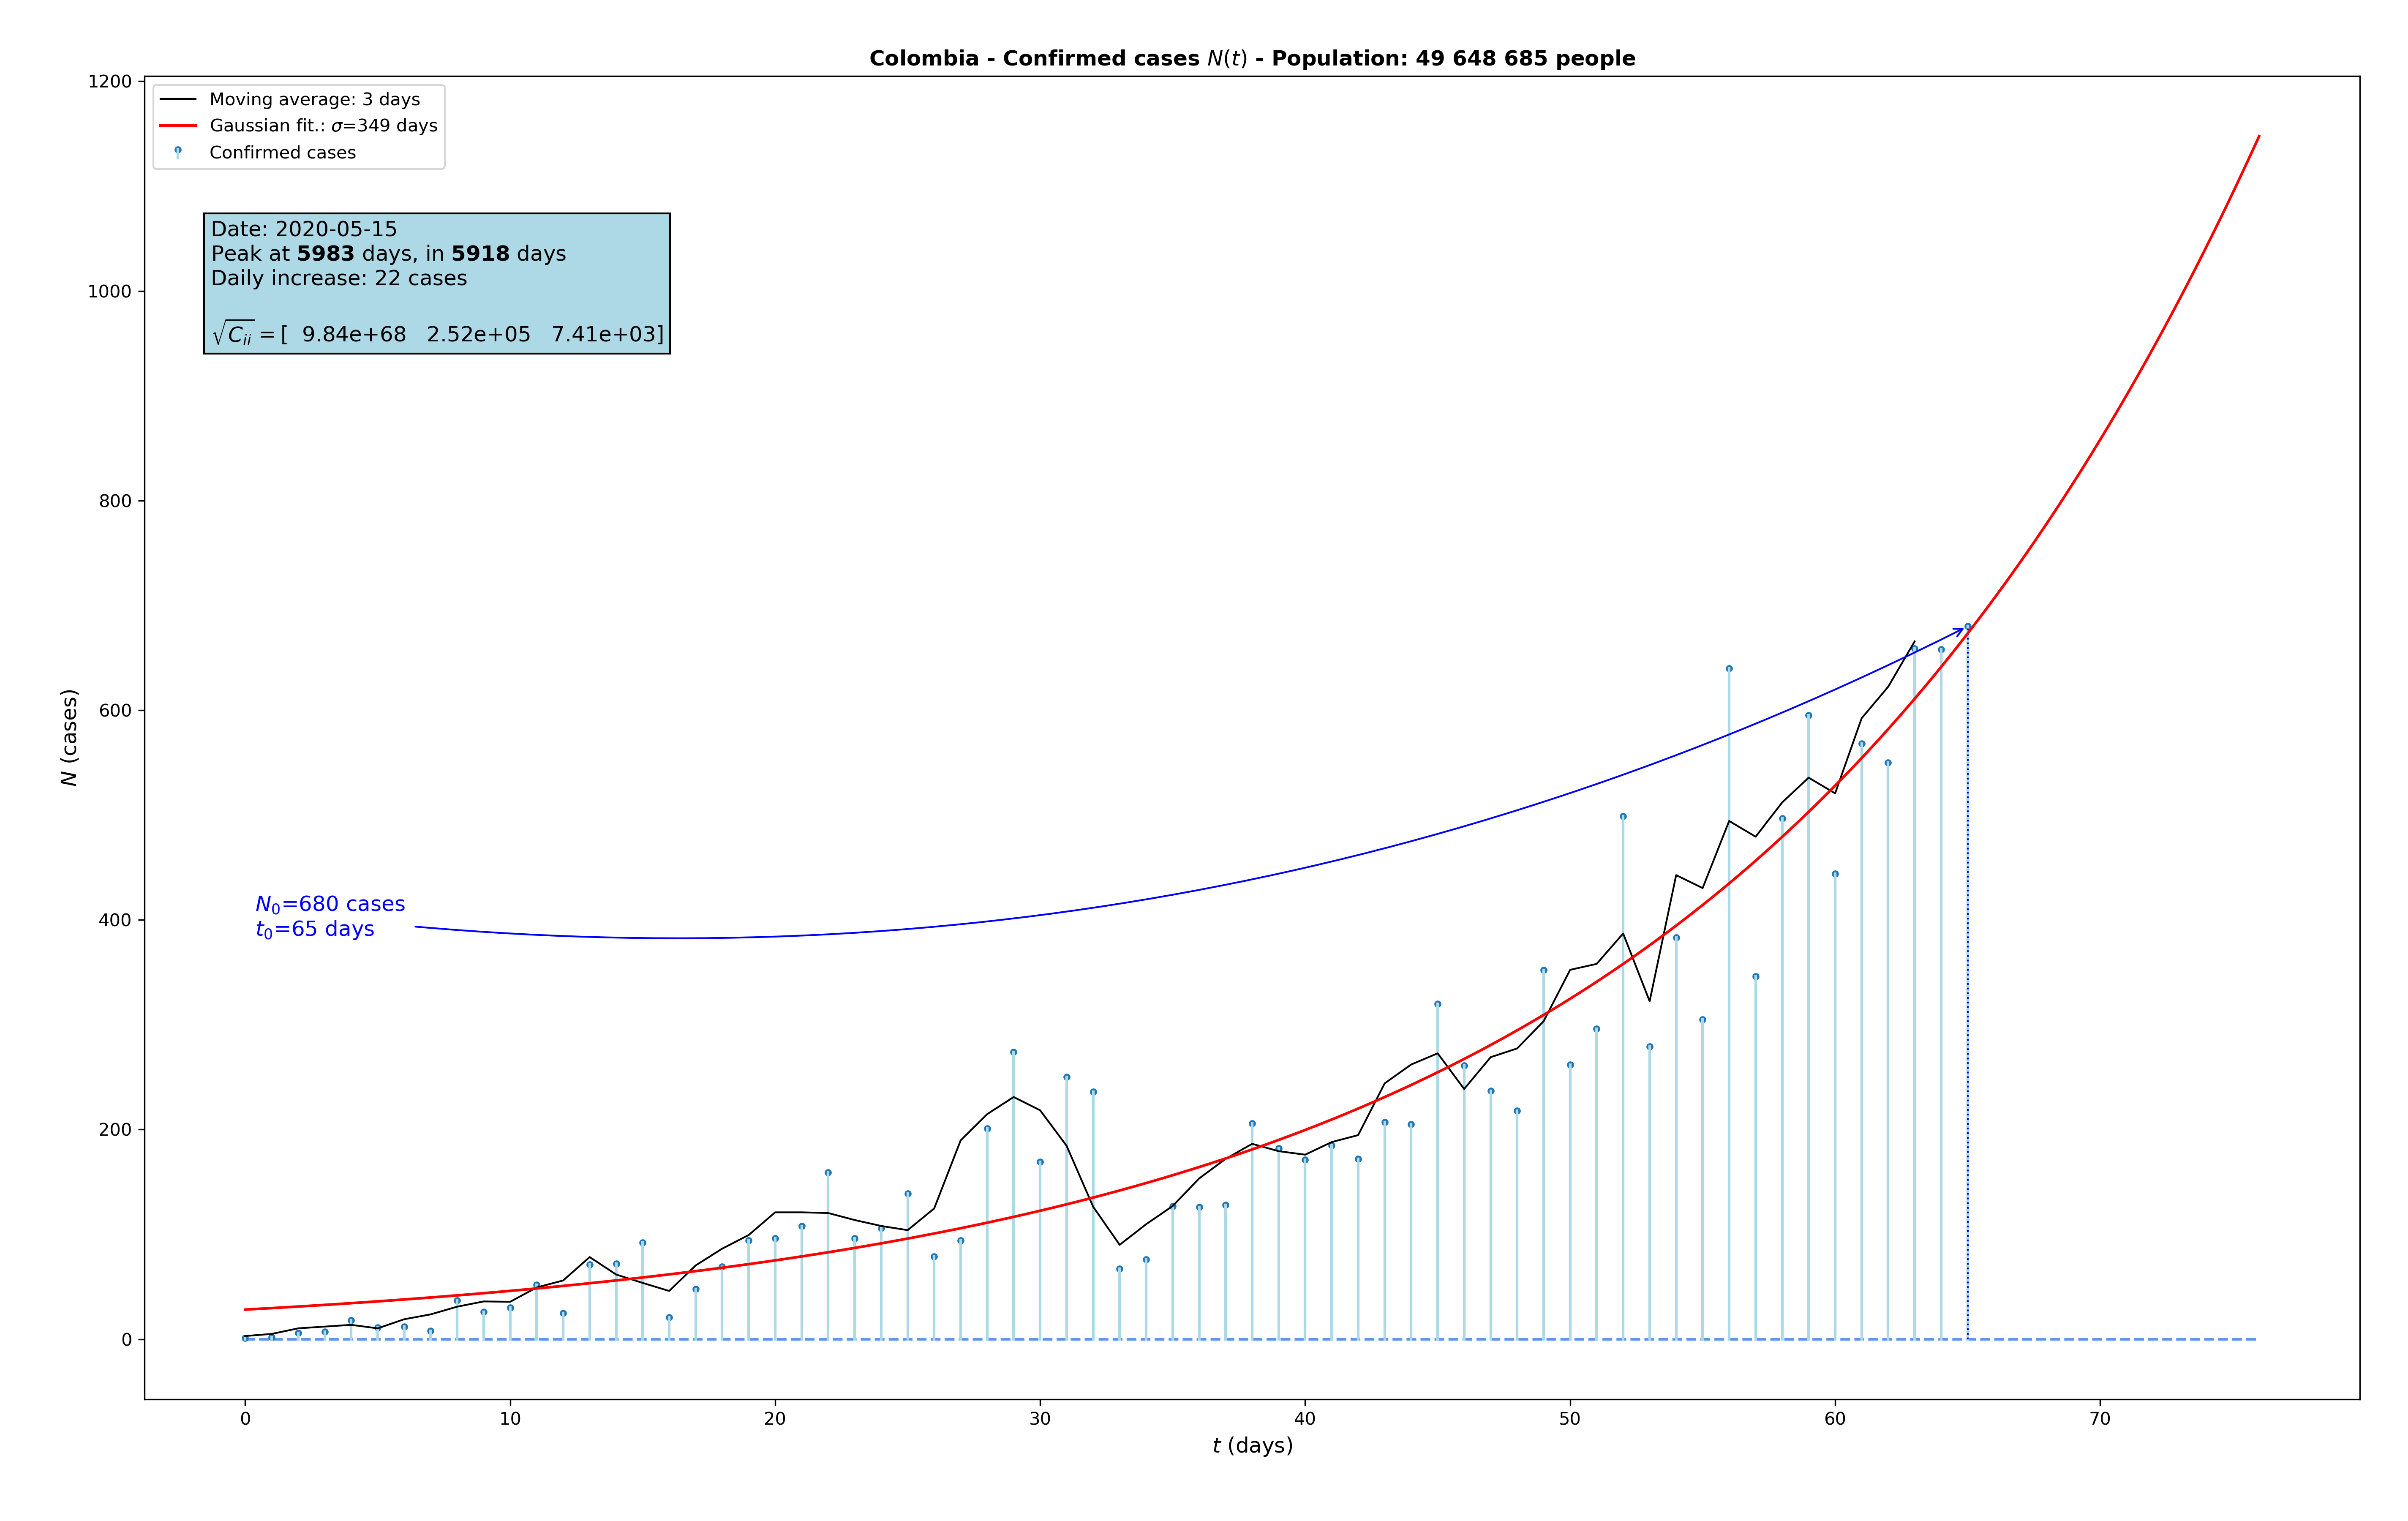 Colombia - Confirmed cases N(t) - Population: 49 648 685 people
1200
1000
800
600
400
200
0
N (cases)
Moving average: 3 days
Gaussian fit.: σ=349 days
Confirmed cases
Date: 2020-05-15
Peak at 5983 days, in 5918 days
Daily increase: 22 cases
√Cᵢᵢ = [ 9.84e+68 2.52e+05 7.41e+03]
N₀=680 cases
t₀=65 days
0 10 20 30 40 50 60 70
t (days)